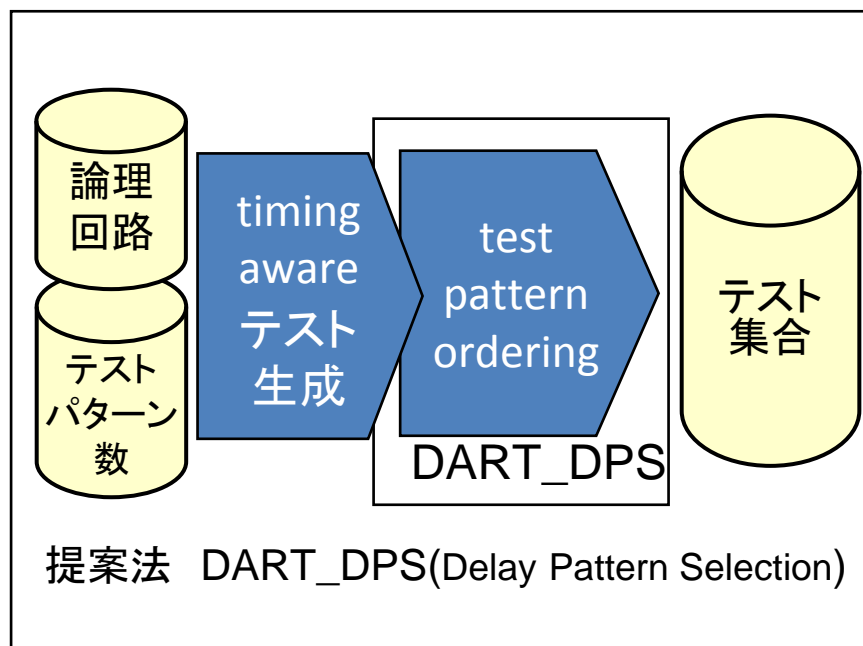 論理
回路
テスト
パターン
数
timing
aware
テスト
生成
test
pattern
ordering
DART_DPS
テスト
集合
提案法 DART_DPS(Delay Pattern Selection)